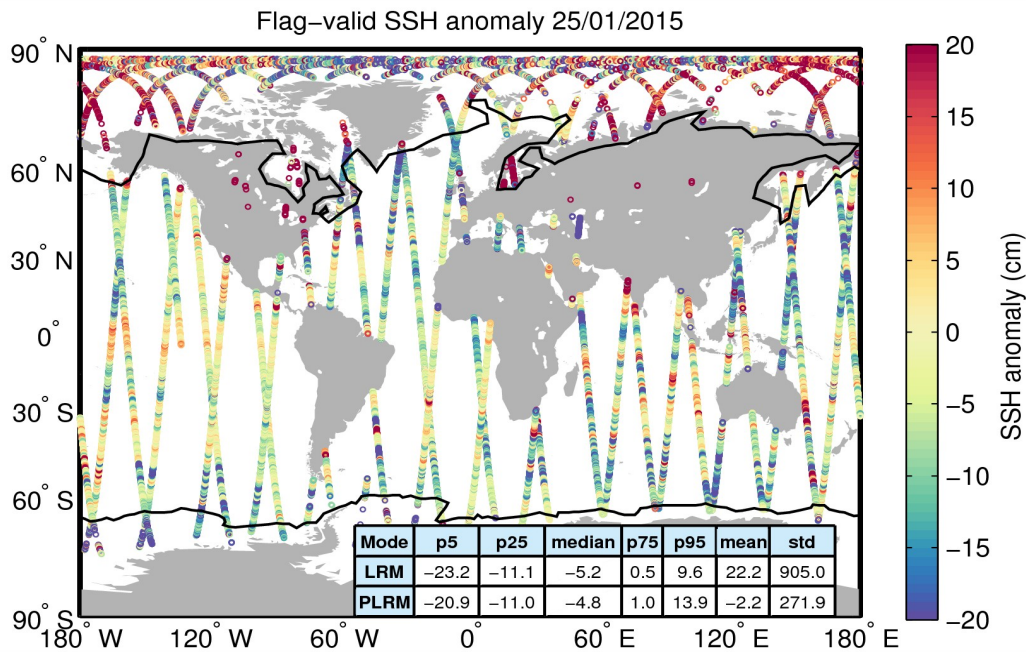 Flag−valid SSH anomaly 25/01/2015
90° N
60° N
30° N
0°
30° S
60° S
90° S
180° W
120° W
60° W
0°
60° E
120° E
180° E
Mode p5 p25 median p75 p95 mean std
LRM −23.2 −11.1 −5.2 0.5 9.6 22.2 905.0
PLRM −20.9 −11.0 −4.8 1.0 13.9 −2.2 271.9
20
15
10
5
0
−5
−10
−15
−20
SSH anomaly (cm)